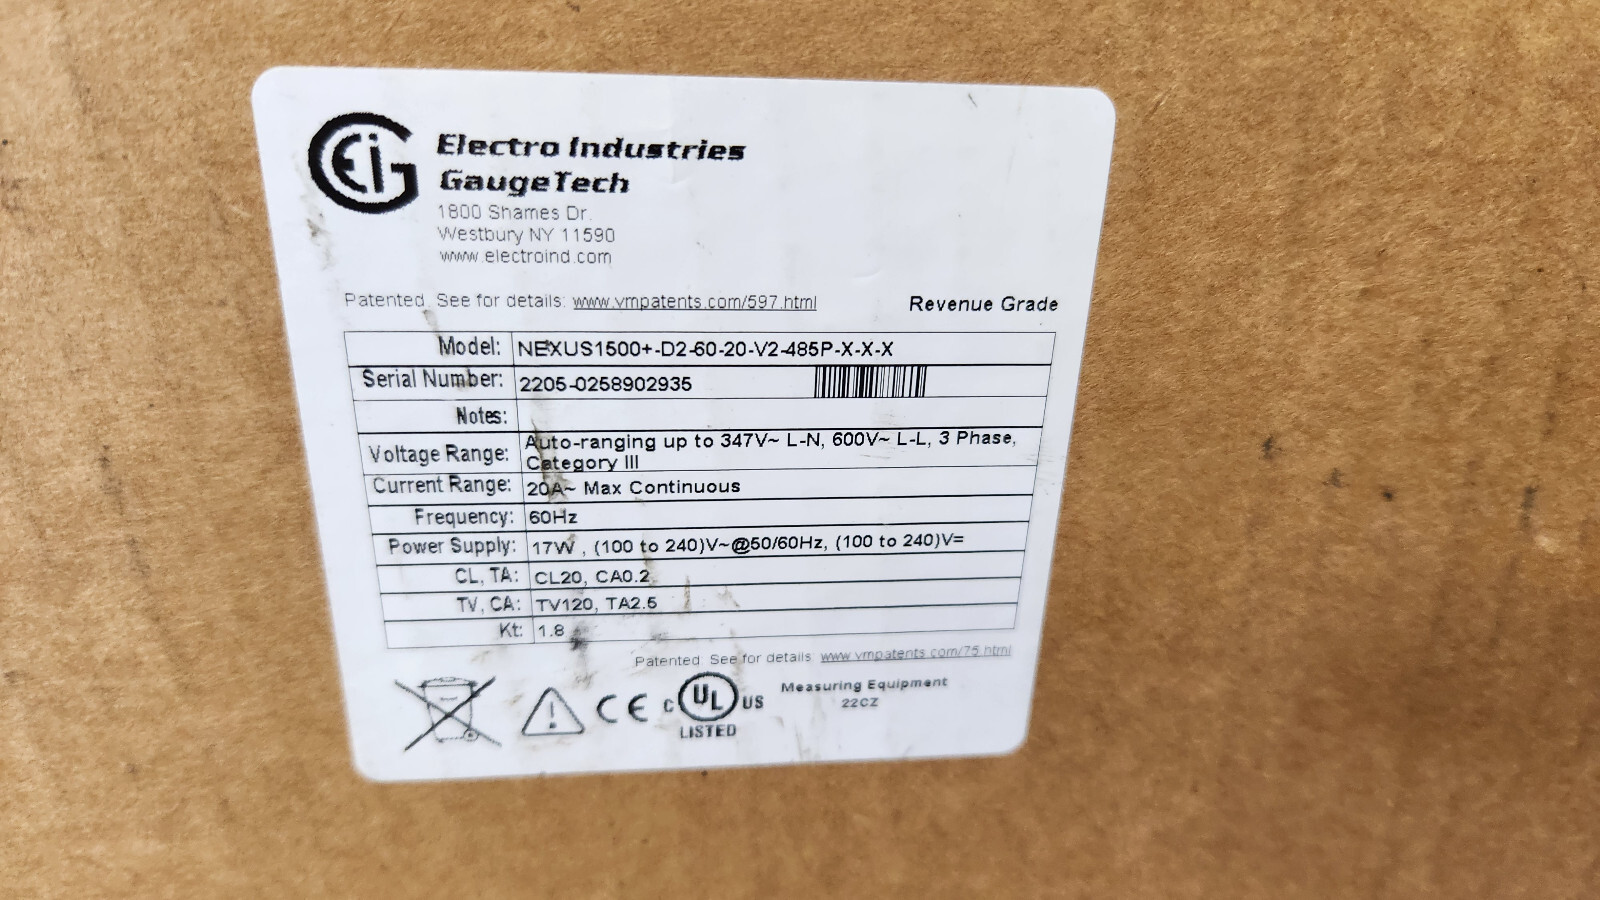 EIG
Electro Industries
GaugeTech
1800 Shames Dr.
Westbury NY 11590
www.electroind.com
Patented. See for details: www.ympatents.com/597.html
Revenue Grade
Model: NEXUS1500+-D2-60-20-V2-485P-X-X-X
Serial Number: 2205-0258902935
Notes:
Voltage Range: Auto-ranging up to 347V~ L-N, 600V~ L-L, 3 Phase,
Category III
Current Range: 20A~ Max Continuous
Frequency: 60Hz
Power Supply: 17W , (100 to 240)V~@50/60Hz, (100 to 240)V=
CL, TA: CL20, CA0.2
TV, CA: TV120, TA2.5
Kt: 1.8
Patented. See for details: www.vmpatents.com/75.html
CE
C UL US
LISTED
Measuring Equipment
22CZ